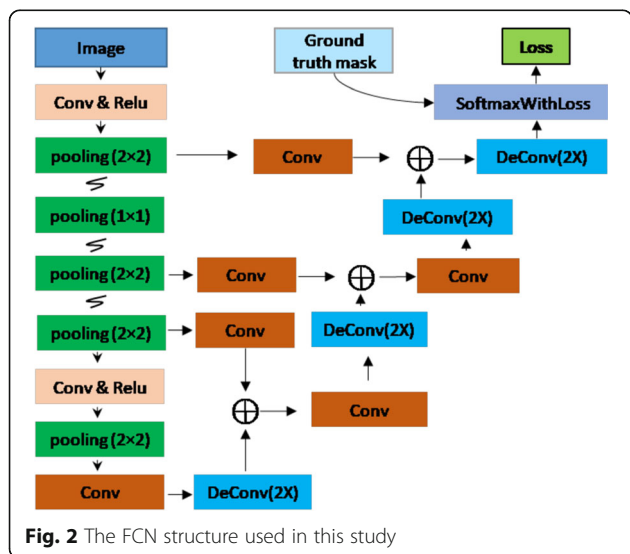 Image
Ground
truth mask
Loss
Conv & Relu
SoftmaxWithLoss
pooling(2×2)
Conv
DeConv(2X)
pooling(1×1)
DeConv(2X)
pooling(2×2)
Conv
Conv
pooling(2×2)
Conv
DeConv(2X)
Conv & Relu
Conv
pooling(2×2)
Conv
DeConv(2X)
Fig. 2 The FCN structure used in this study